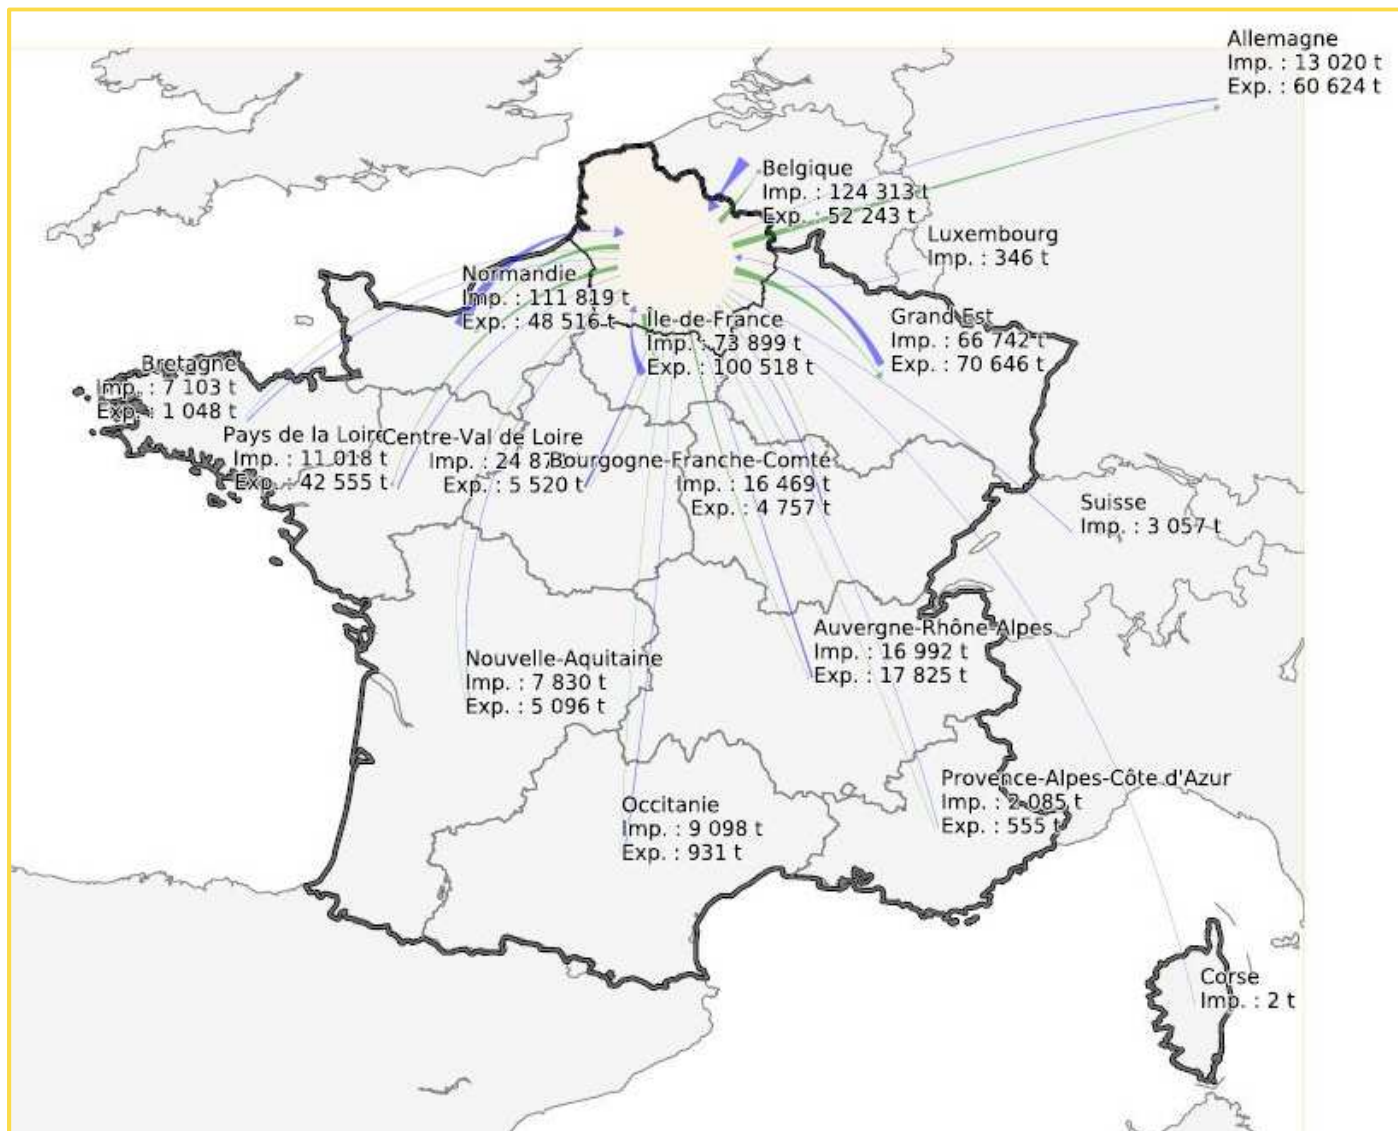 Allemagne
Imp. : 13 020 t
Exp. : 60 624 t
Belgique
Imp. : 124 313 t
Exp. : 52 243 t
Luxembourg
Imp. : 346 t
Normandie
Imp. : 111 819 t
Exp. : 48 516 t
Île-de-France
Imp. : 73 899 t
Exp. : 100 518 t
Grand Est
Imp. : 66 742 t
Exp. : 70 646 t
Bretagne
Imp. : 7 103 t
Exp. : 1 048 t
Pays de la Loire
Imp. : 11 018 t
Exp. : 42 555 t
Centre-Val de Loire
Imp. : 24 87
Exp. : 5 520 t
Bourgogne-Franche-Comté
Imp. : 16 469 t
Exp. : 4 757 t
Suisse
Imp. : 3 057 t
Auvergne-Rhône-Alpes
Imp. : 16 992 t
Exp. : 17 825 t
Nouvelle-Aquitaine
Imp. : 7 830 t
Exp. : 5 096 t
Provence-Alpes-Côte d'Azur
Imp. : 2 085 t
Exp. : 555 t
Occitanie
Imp. : 9 098 t
Exp. : 931 t
Corse
Imp. : 2 t